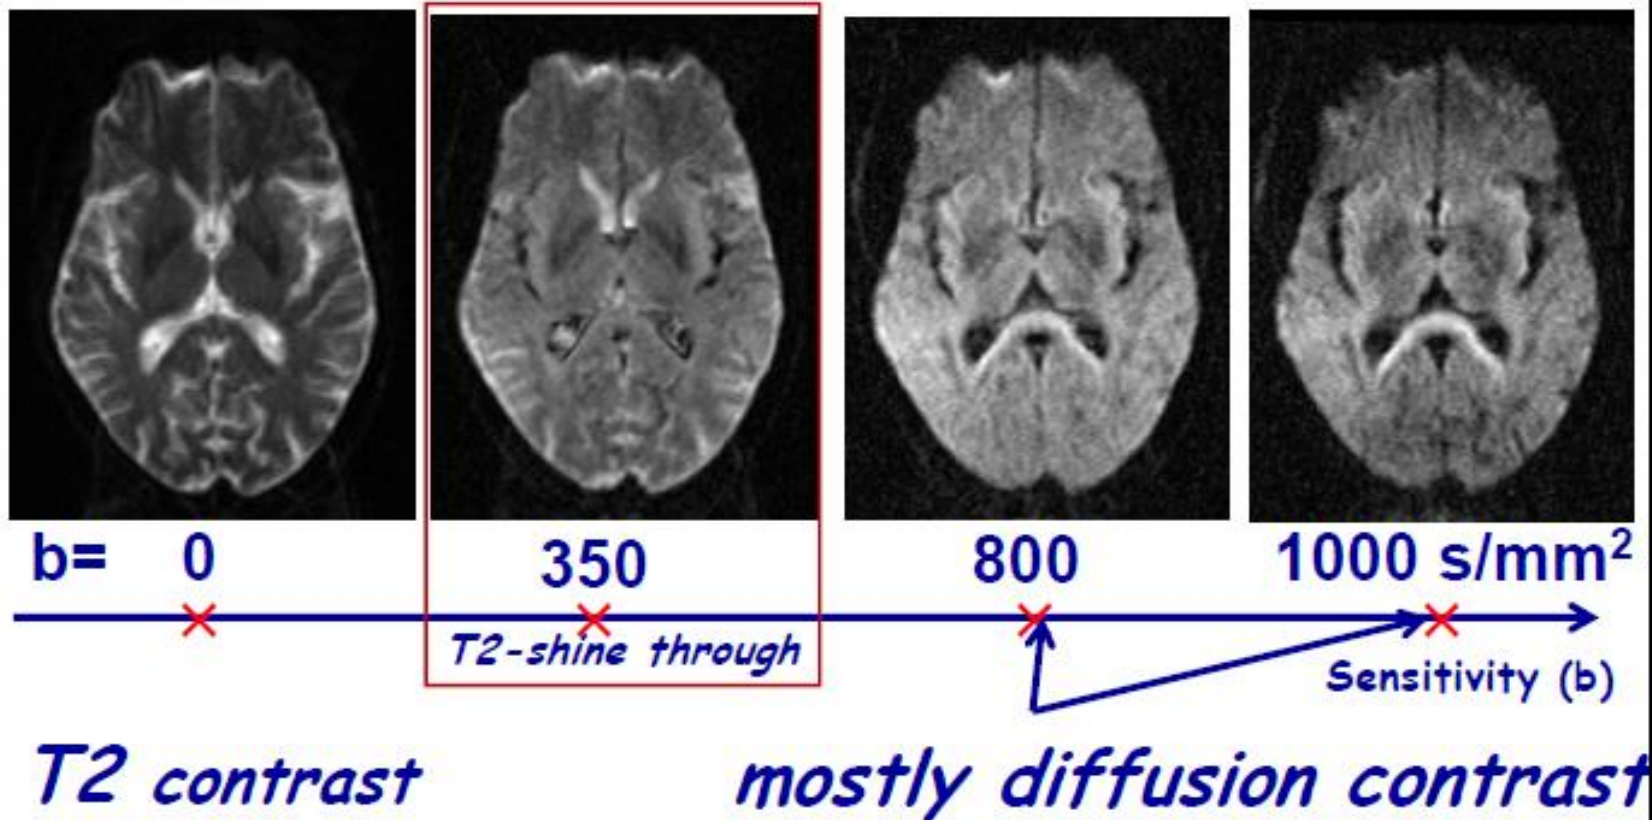 b= 0 350 800 1000 s/mm²
T2-shine through
Sensitivity (b)
T2 contrast mostly diffusion contrast